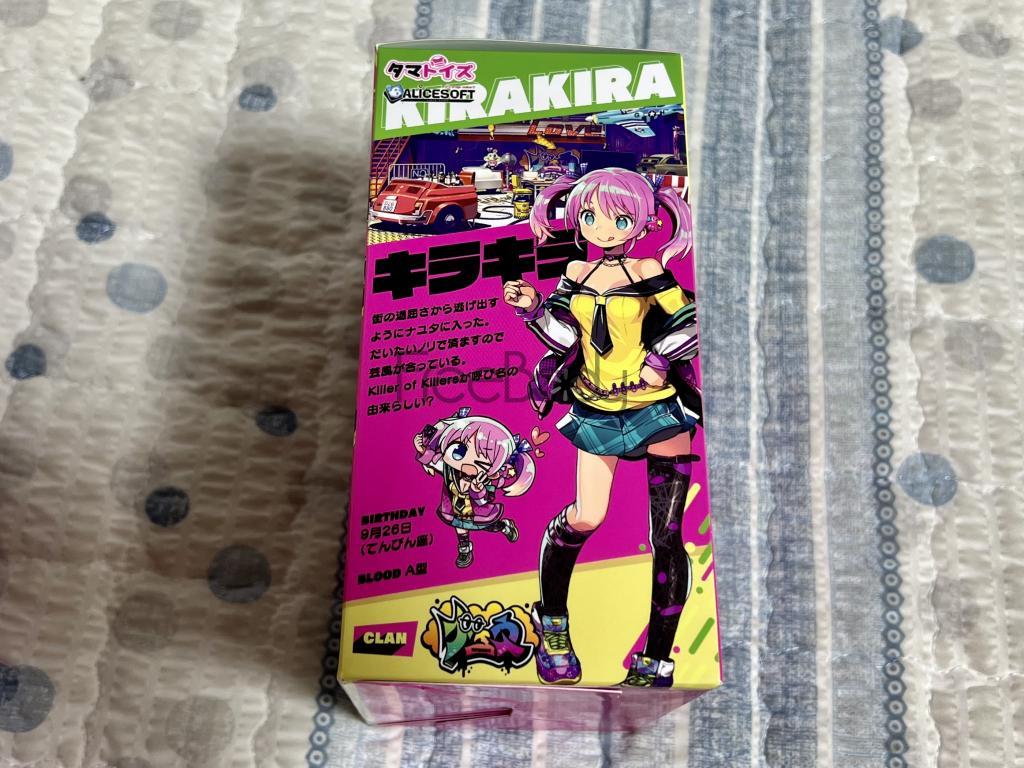 タマトイズ
ALICESOFT
KIRAKIRA
LOVE
NO
キラキラ
街の退屈さから逃げ出す
ようにナユタに入った。
だいたいノリで済ますので
芸風が合っている。
Killer of Killersが呼び名の
由来らしい?
FreeBunny
BIRTHDAY
9月26日
(てんびん座)
BLOOD A型
CLAN